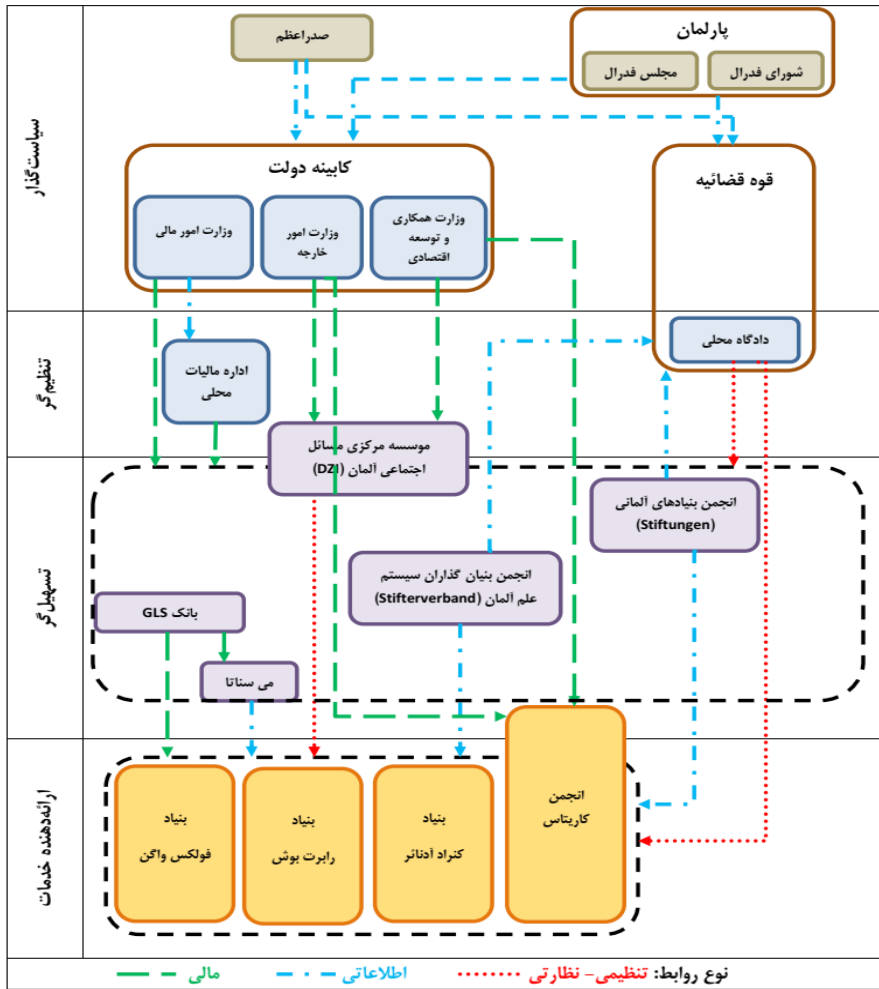 سیاست‌گذار
صدراعظم
پارلمان
شورای فدرال
مجلس فدرال
کابینه دولت
وزارت همکاری
و توسعه
اقتصادی
وزارت امور
خارجه
وزارت امور مالی
قوه قضائیه
تنظیم‌گر
دادگاه محلی
اداره مالیات
محلی
موسسه مرکزی مسائل
اجتماعی آلمان (DZI)
تسهیل‌گر
انجمن بنیادهای آلمانی
(Stiftungen)
انجمن بنیان گذاران سیستم
علم آلمان (Stifterverband)
بانک GLS
می سناتا
ارائه‌دهنده خدمات
انجمن
کاریتاس
بنیاد
کنراد آدنائر
بنیاد
رابرت بوش
بنیاد
فولکس واگن
نوع روابط: تنظیمی- نظارتی اطلاعاتی مالی